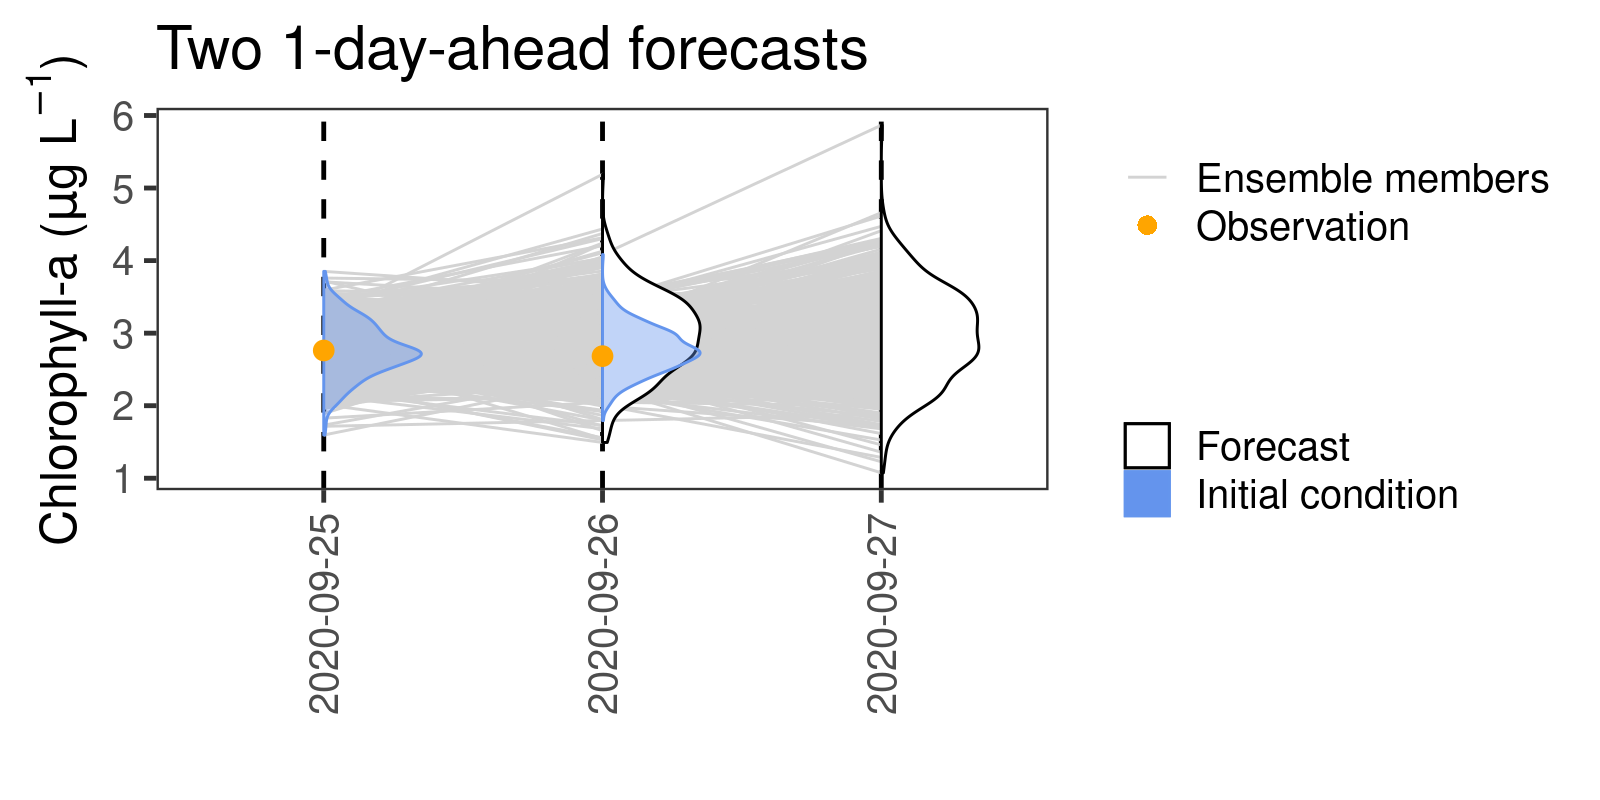 Two 1-day-ahead forecasts
Chlorophyll-a (µg L⁻¹)
6
5
4
3
2
1
2020-09-25
2020-09-26
2020-09-27
Ensemble members
Observation
Forecast
Initial condition